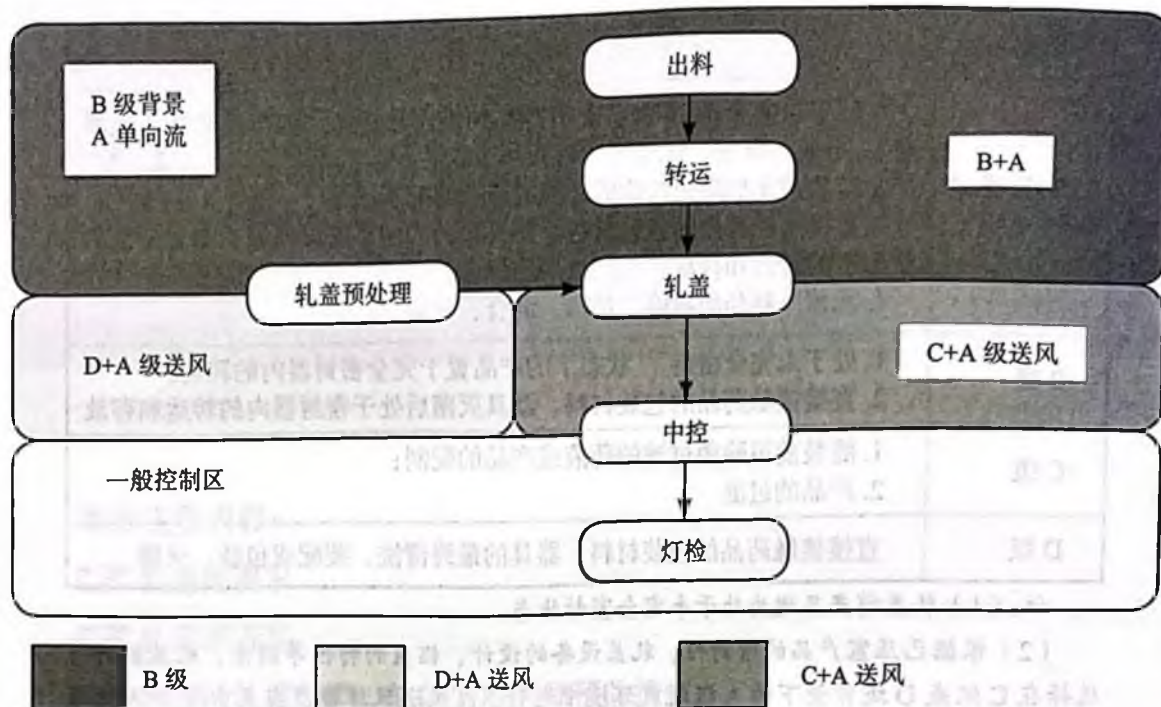 出料
B 级背景
A 单向流
转运
B+A
轧盖预处理
轧盖
D+A 级送风
C+A 级送风
中控
一般控制区
灯检
B 级
D+A 送风
C+A 送风